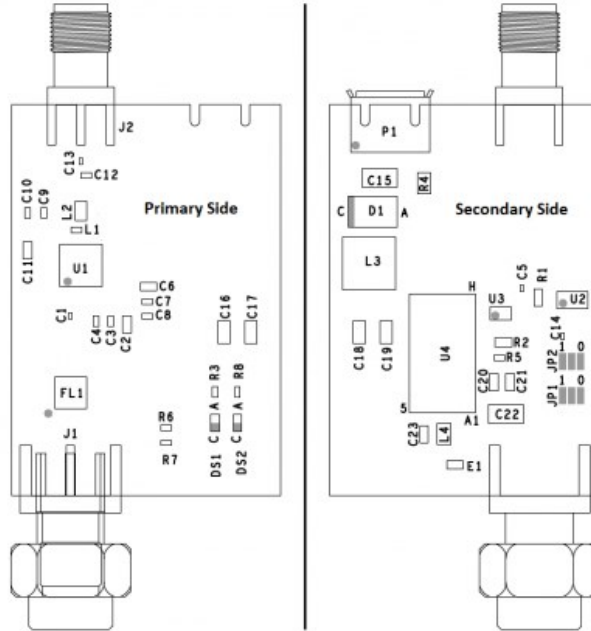 J2
C13
C12
C10
C9
L2
L1
Primary Side
C11
U1
C6
C7
C8
C1
C4
C3
C2
C16
C17
FL1
R3
R8
A
A
C
C
DS1
DS2
J1
R6
R7
P1
C15
R4
C
D1
A
Secondary Side
L3
H
C5
R1
U3
U2
C14
C18
C19
U4
R2
R5
JP2
1 0
C20
C21
JP1
1 0
5
A1
C22
C23
L4
E1